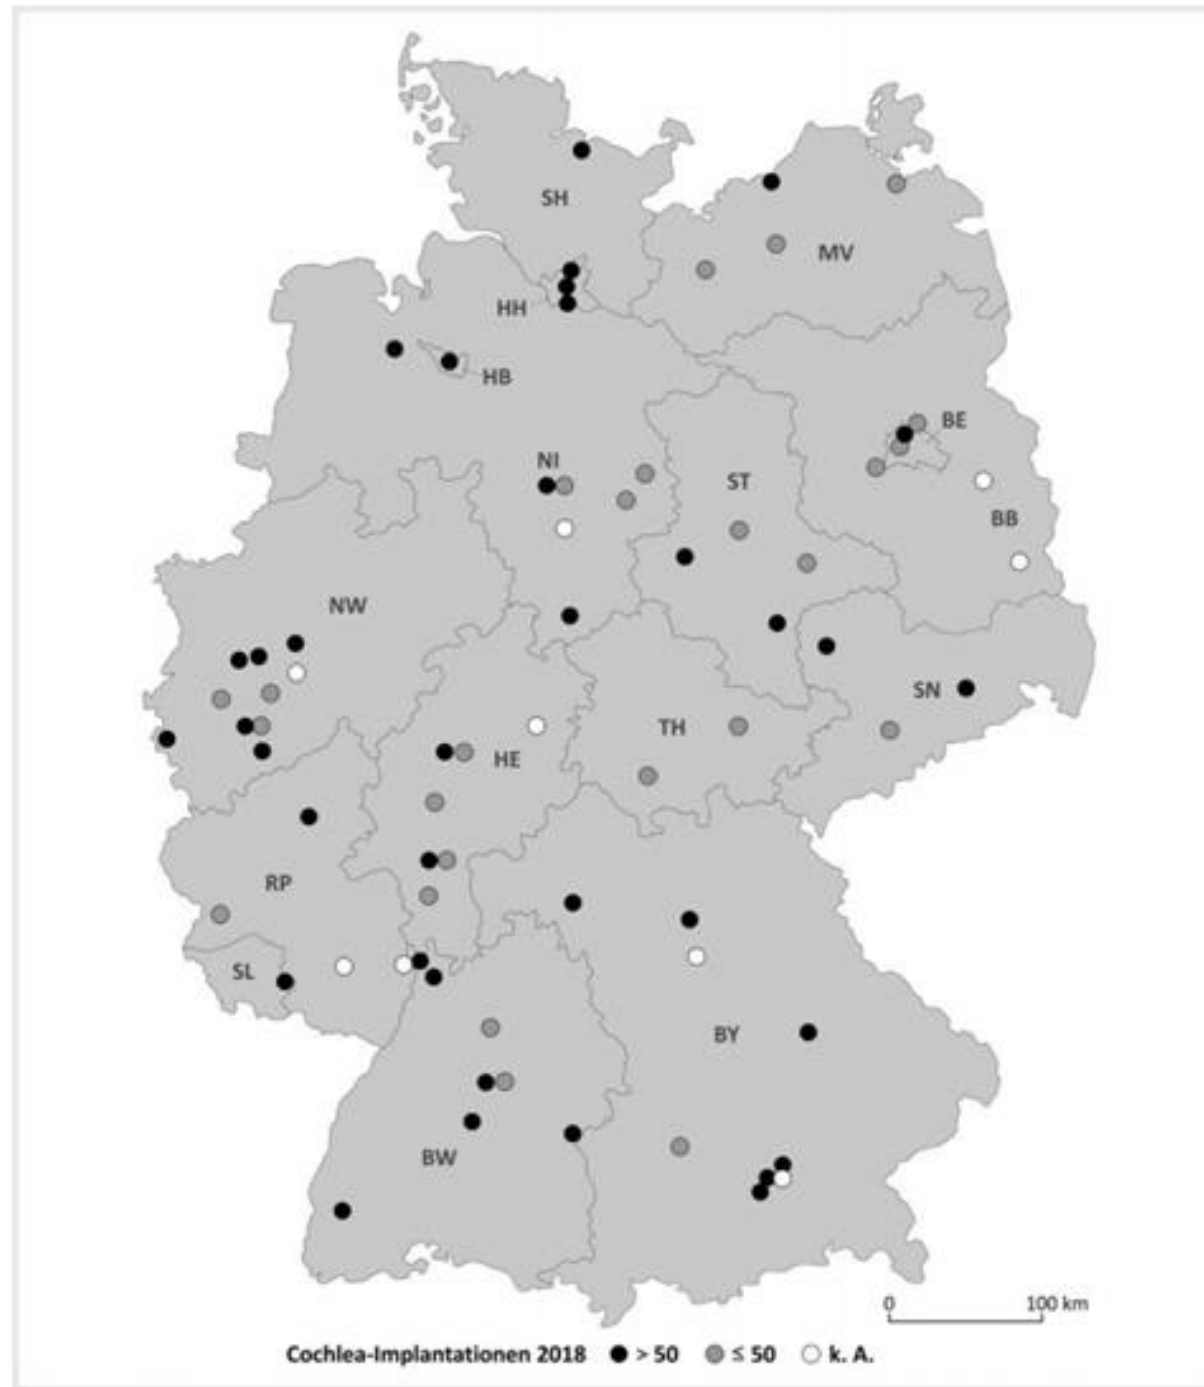 SH
MV
HH
HB
BE
NI
ST
BB
NW
SN
TH
HE
RP
SL
BY
BW
0 100 km
Cochlea-Implantationen 2018 > 50 ≤ 50 k. A.